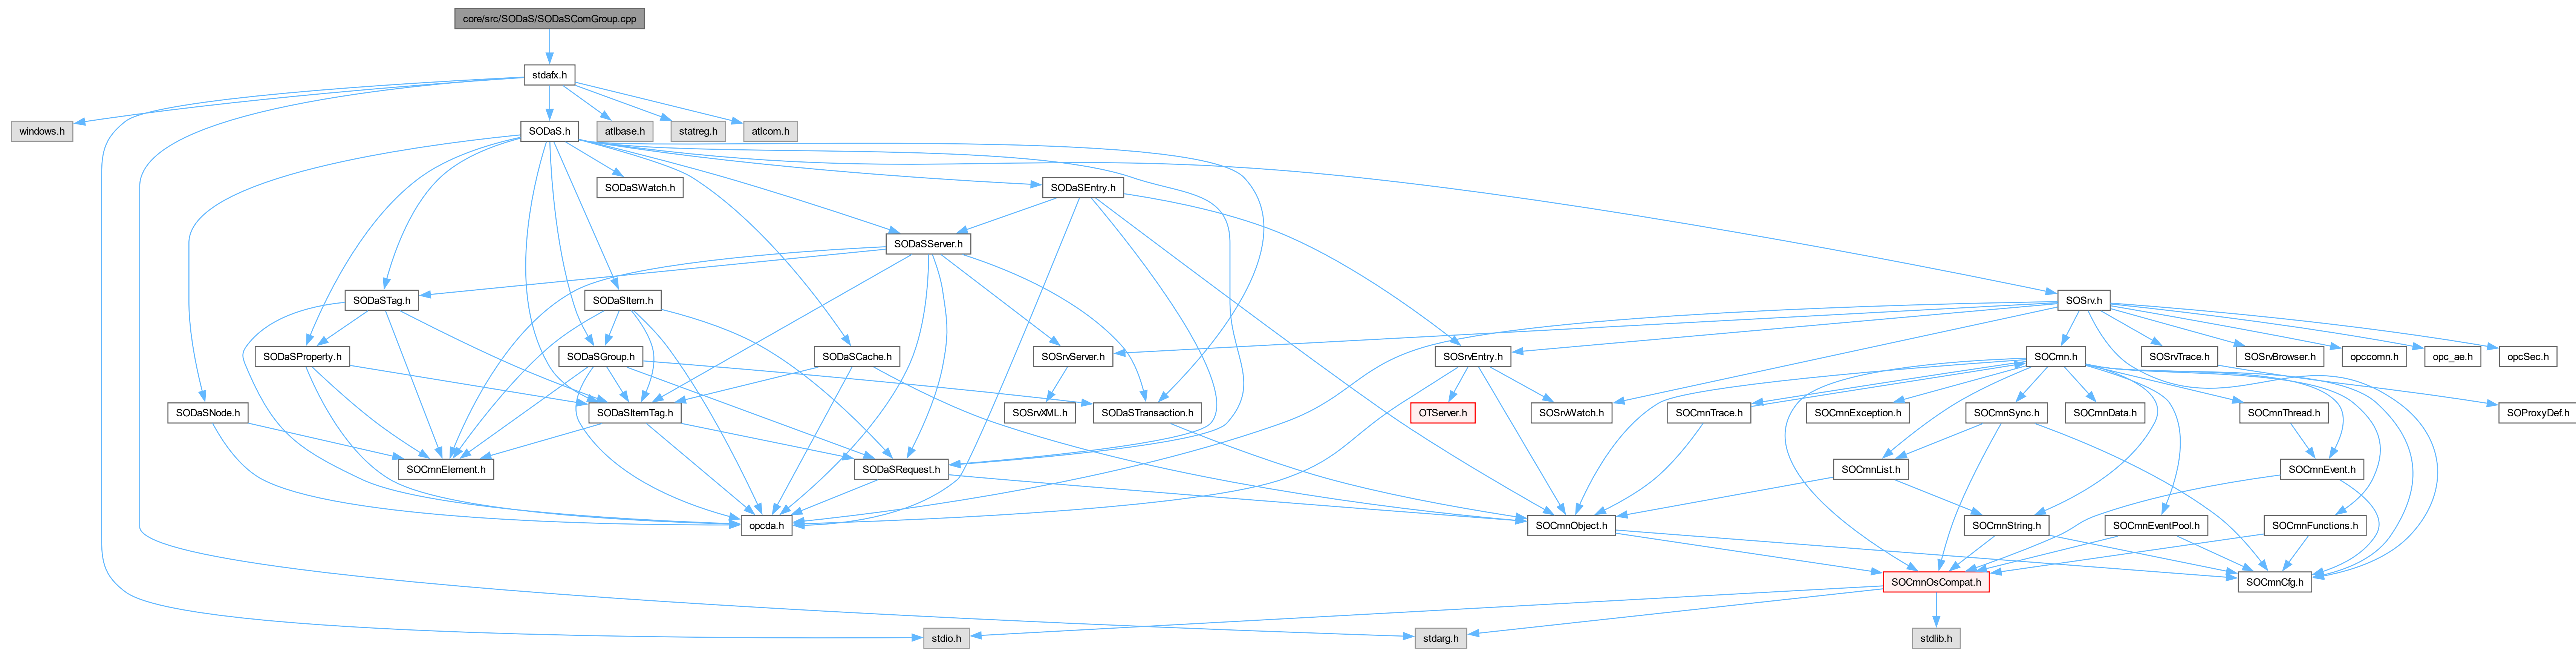 core/src/SODaS/SODaSComGroup.cpp
stdafx.h
windows.h
SODaS.h
atlbase.h
statreg.h
atlcom.h
SODaSWatch.h
SODaSEntry.h
SODaSServer.h
SODaSTag.h
SODaSItem.h
SOSrv.h
SODaSProperty.h
SODaSGroup.h
SODaSCache.h
SOSrvServer.h
SOSrvEntry.h
SOCmn.h
SOSrvTrace.h
SOSrvBrowser.h
opccomn.h
opc_ae.h
opcSec.h
SODaSNode.h
SODaSItemTag.h
SOSrvXML.h
SODaSTransaction.h
OTServer.h
SOSrvWatch.h
SOCmnTrace.h
SOCmnException.h
SOCmnSync.h
SOCmnData.h
SOCmnThread.h
SOProxyDef.h
SOCmnElement.h
SODaSRequest.h
SOCmnList.h
SOCmnEvent.h
opcda.h
SOCmnObject.h
SOCmnString.h
SOCmnEventPool.h
SOCmnFunctions.h
SOCmnOsCompat.h
SOCmnCfg.h
stdio.h
stdarg.h
stdlib.h